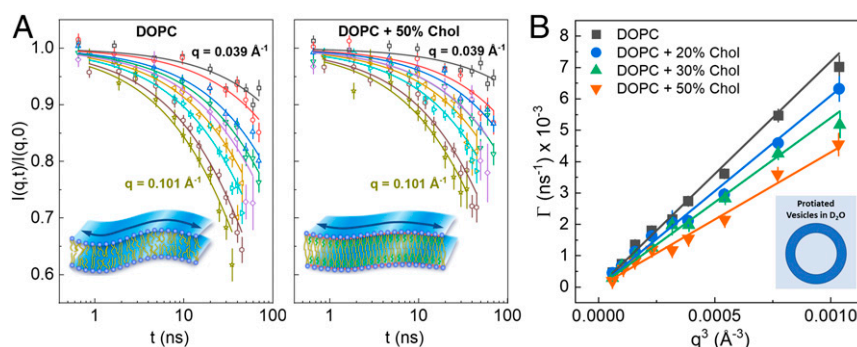 A
DOPC
DOPC + 50% Chol
B
I(q,t)/I(q,0)
1.0
0.9
0.8
0.7
0.6
q = 0.039 Å⁻¹
q = 0.101 Å⁻¹
1
10
100
t (ns)
q = 0.039 Å⁻¹
q = 0.101 Å⁻¹
1
10
100
t (ns)
Γ (ns⁻¹) x 10⁻³
8
7
6
5
4
3
2
1
0
DOPC
DOPC + 20% Chol
DOPC + 30% Chol
DOPC + 50% Chol
Protiated
Vesicles in D₂O
0.0000
0.0005
0.0010
q³ (Å⁻³)